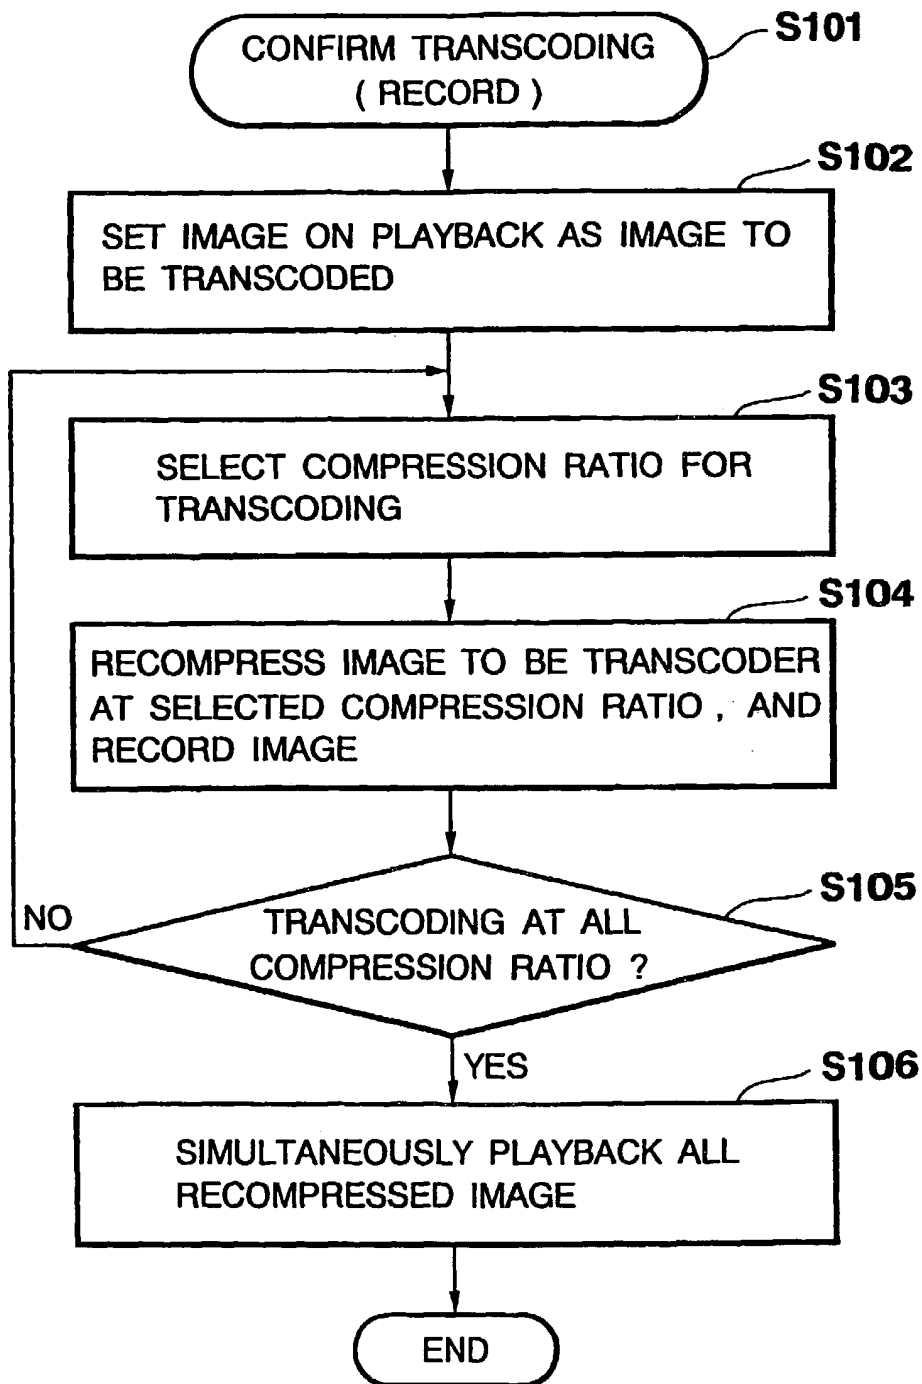 S101
CONFIRM TRANSCODING
( RECORD )
S102
SET IMAGE ON PLAYBACK AS IMAGE TO
BE TRANSCODED
S103
SELECT COMPRESSION RATIO FOR
TRANSCODING
S104
RECOMPRESS IMAGE TO BE TRANSCODER
AT SELECTED COMPRESSION RATIO , AND
RECORD IMAGE
S105
NO
TRANSCODING AT ALL
COMPRESSION RATIO ?
YES
S106
SIMULTANEOUSLY PLAYBACK ALL
RECOMPRESSED IMAGE
END